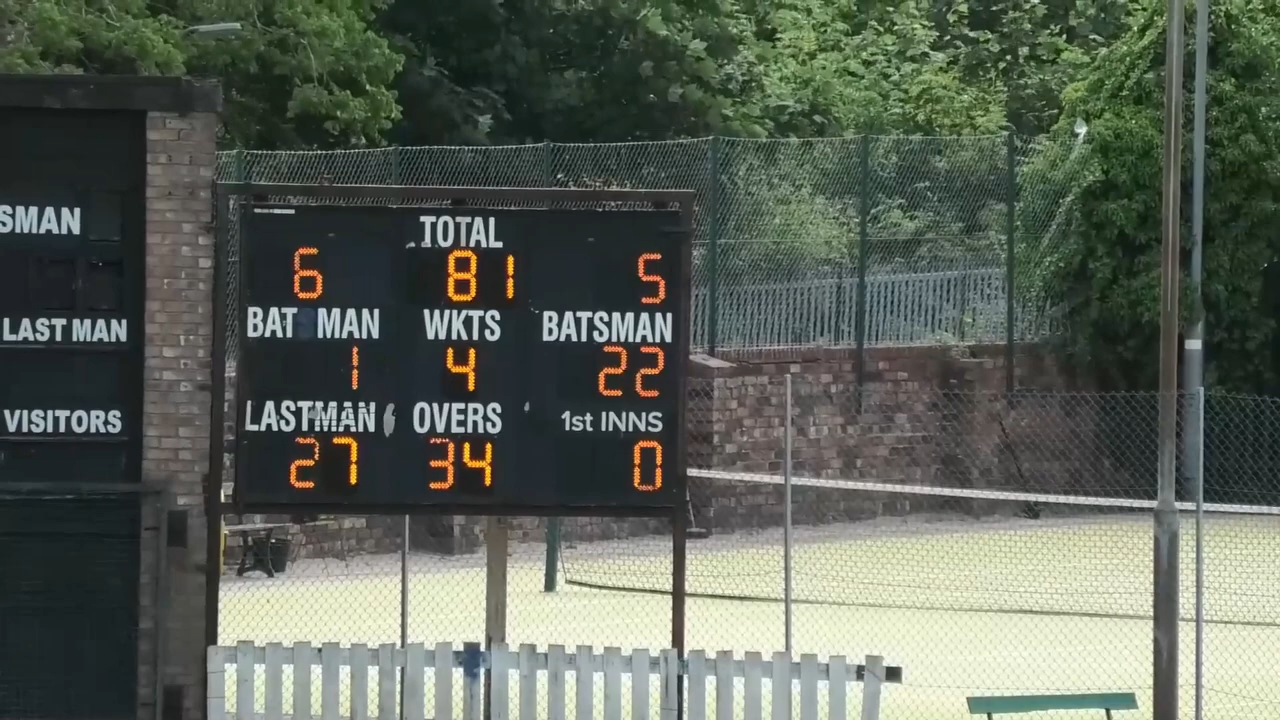 SMAN
LAST MAN
VISITORS
TOTAL
6 81 5
BAT MAN WKTS BATSMAN
1 4 22
LASTMAN OVERS 1st INNS
27 34 0